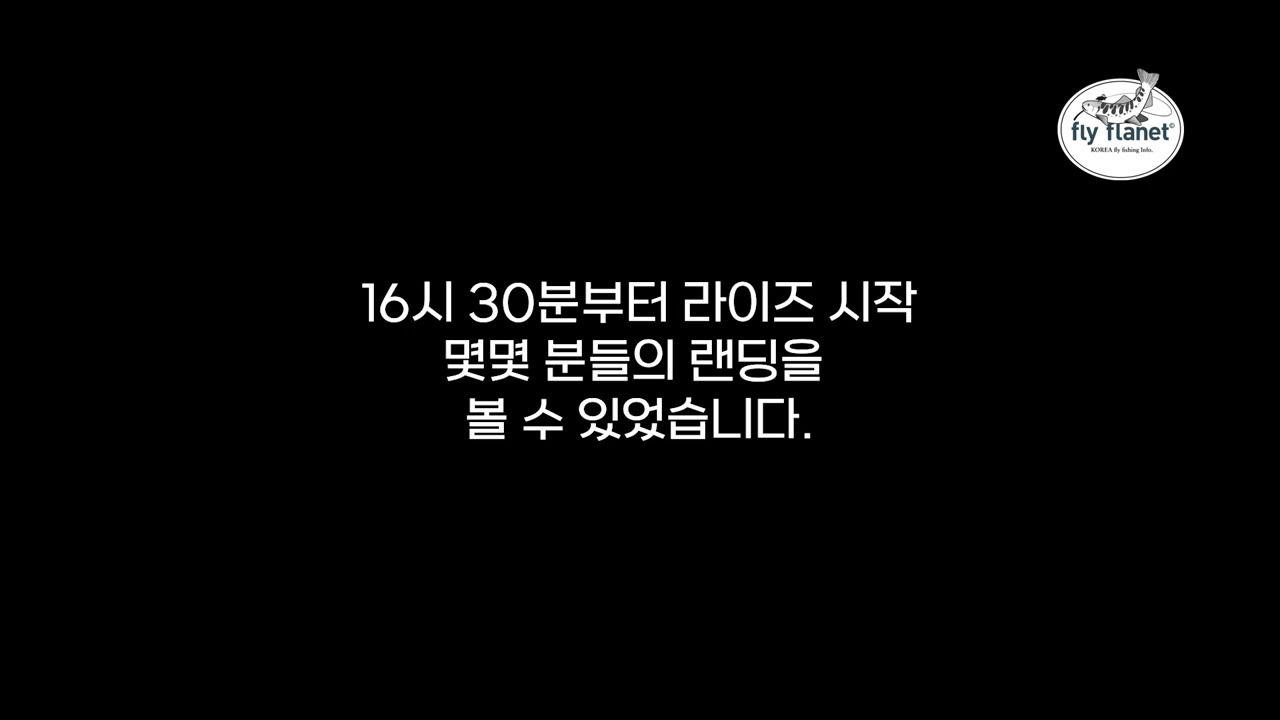 fly flanet©
KOREA fly fishing Info.
16시 30분부터 라이즈 시작
몇몇 분들의 랜딩을
볼 수 있었습니다.